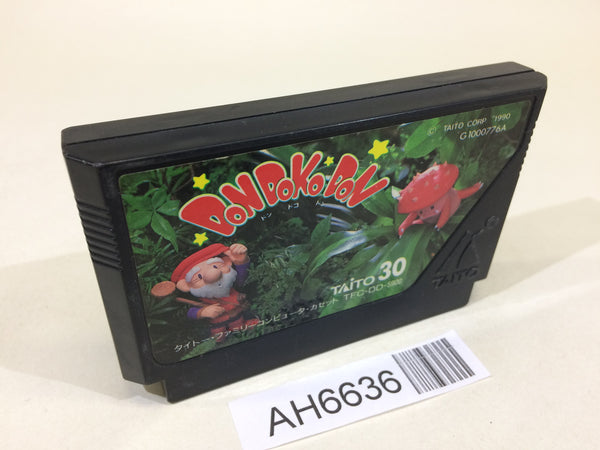 © TAITO CORP. 1990
G1000776A
DON DOKO DON
ドン ドコ ドン
TAITO 30
TFC-DD-5900
タイトー・ファミリーコンピュータ・カセット
TAITO
AH6636